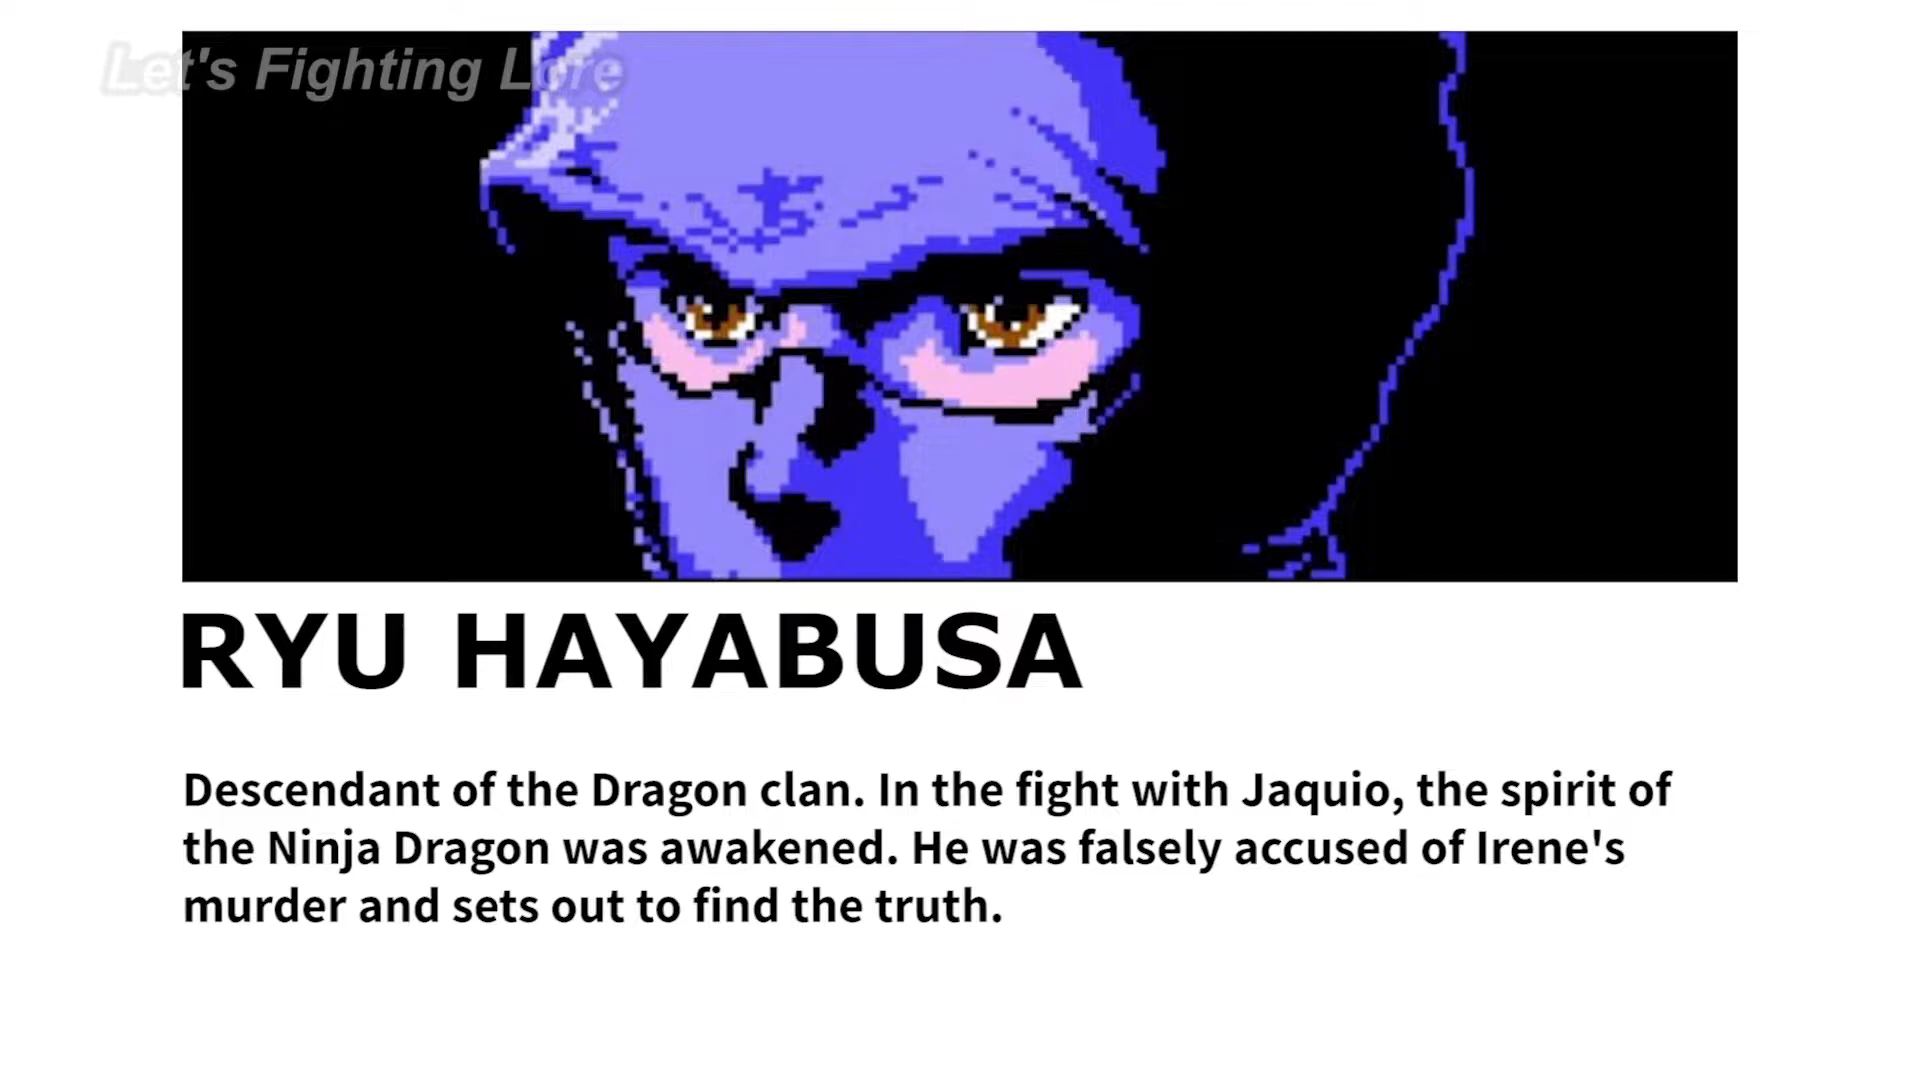 Let's Fighting Lore
RYU HAYABUSA
Descendant of the Dragon clan. In the fight with Jaquio, the spirit of
the Ninja Dragon was awakened. He was falsely accused of Irene's
murder and sets out to find the truth.